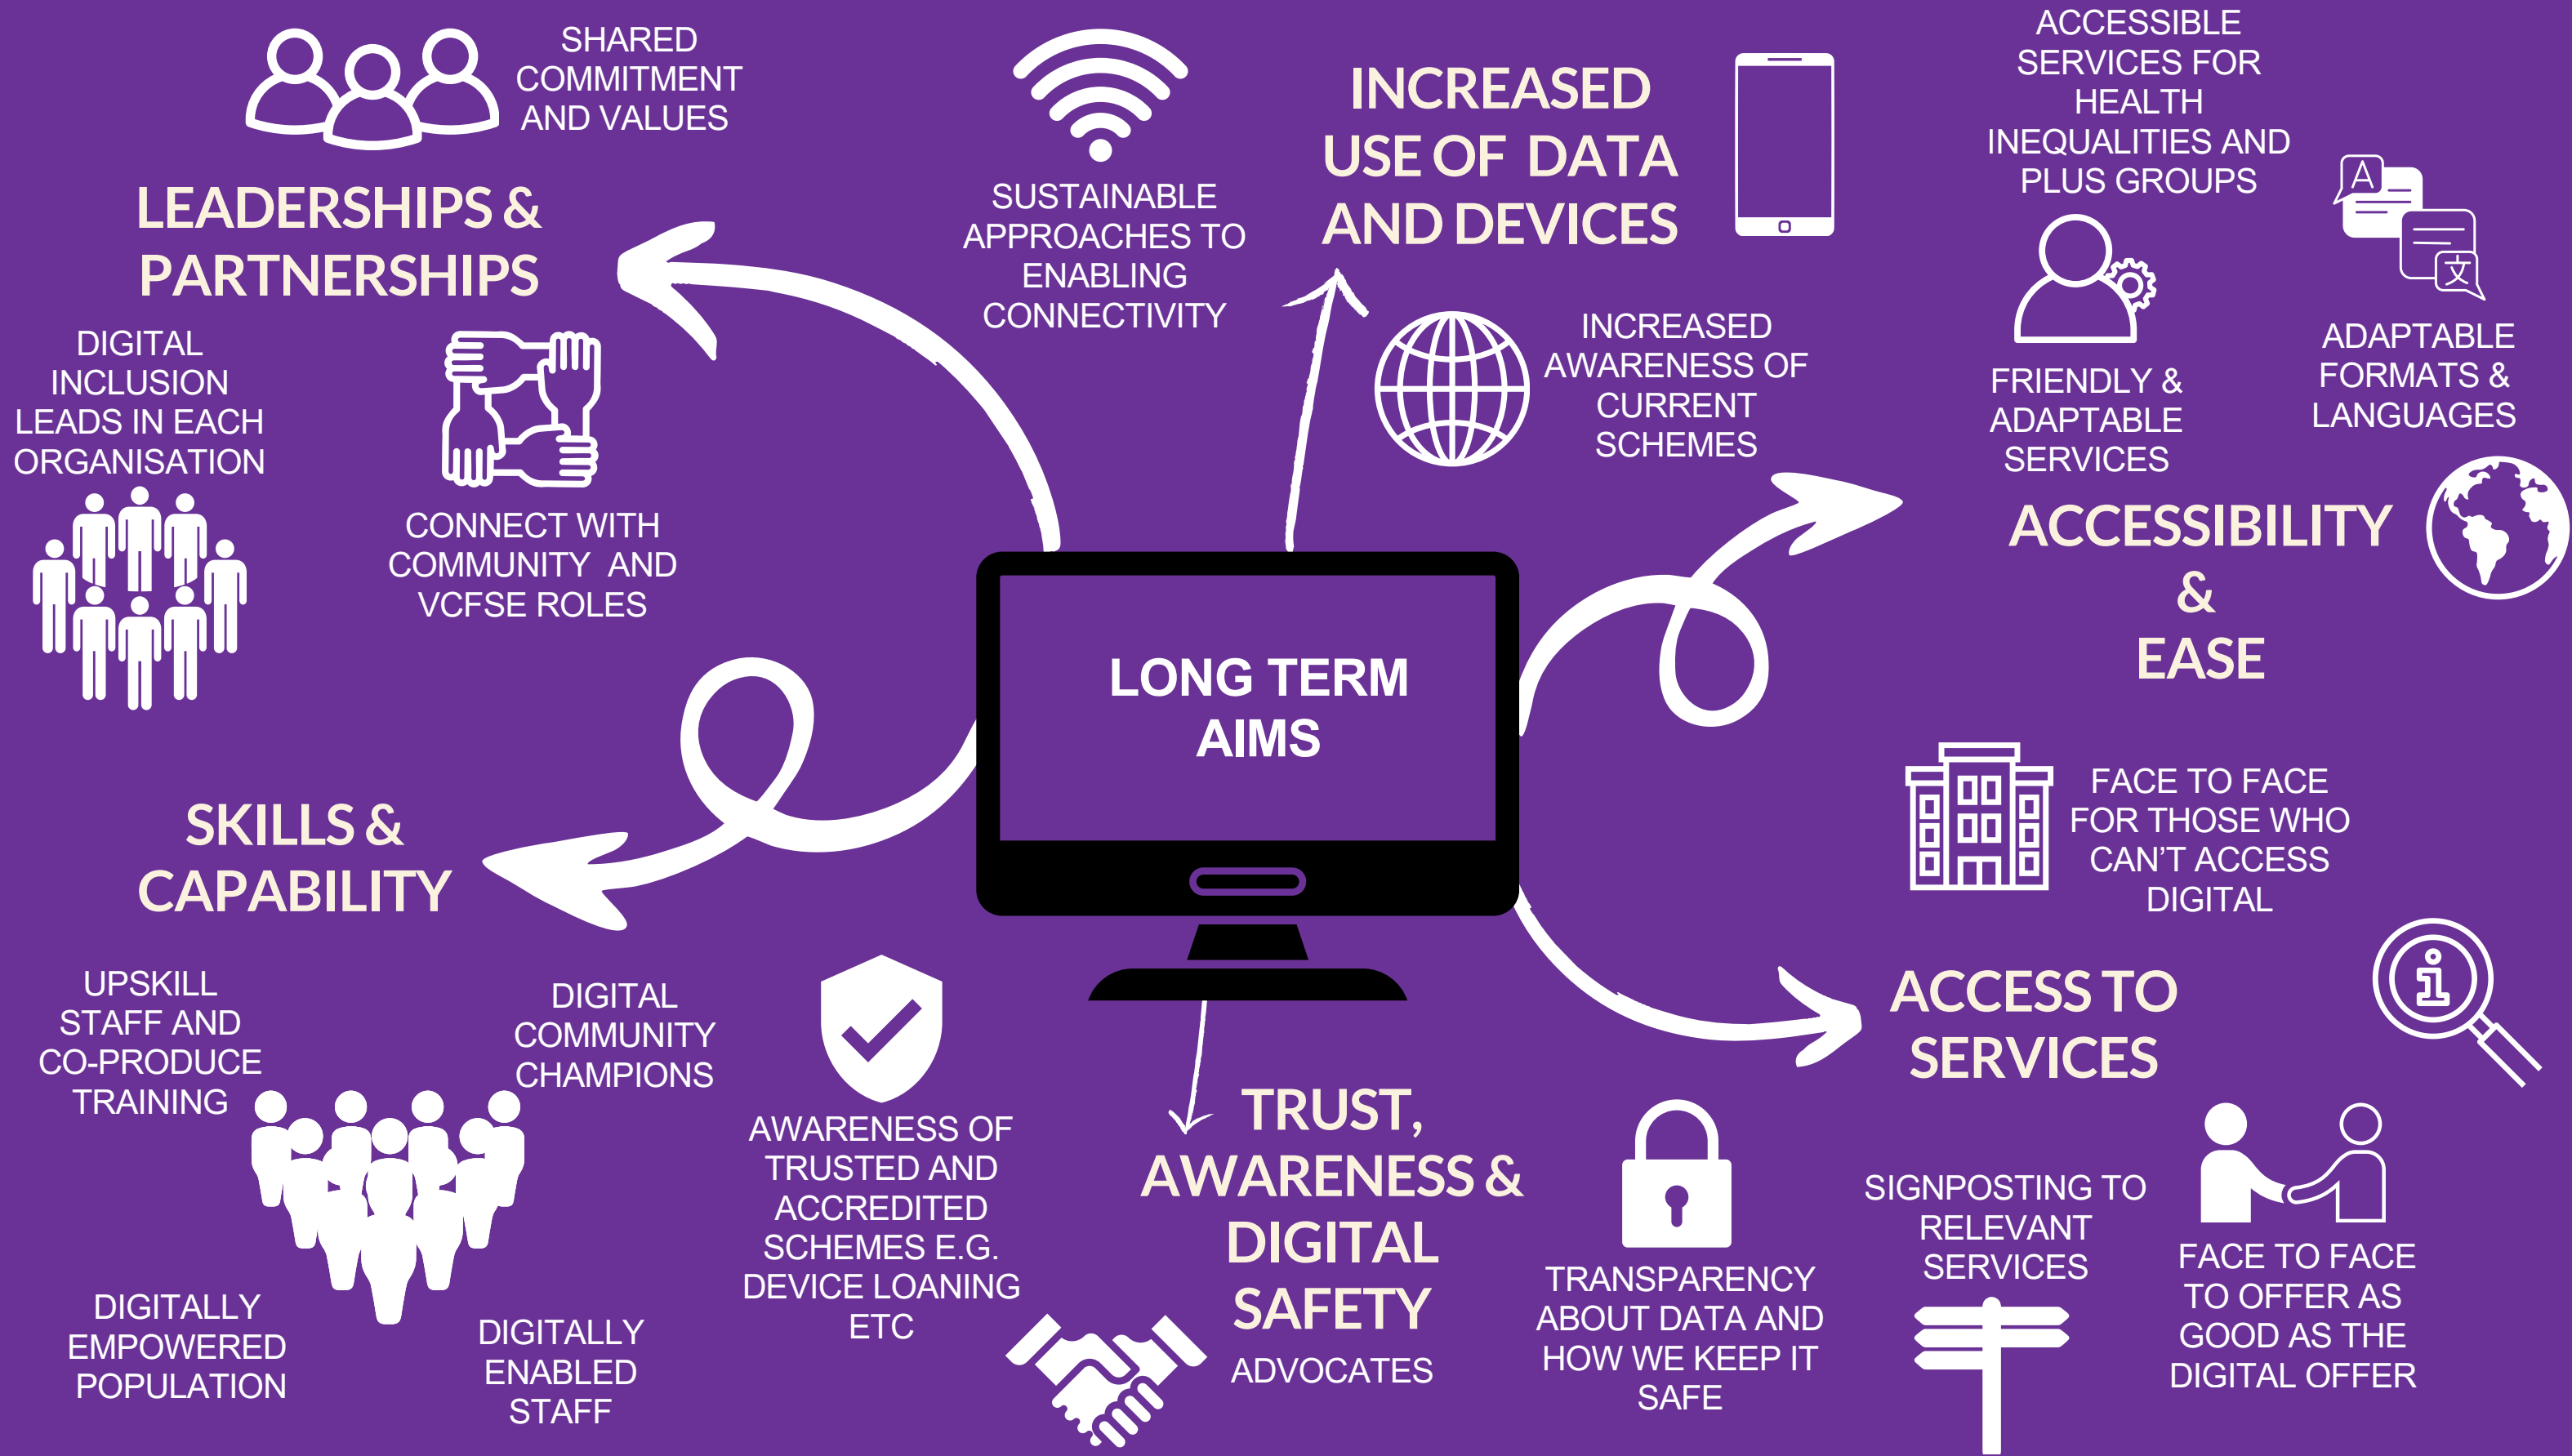 SHARED
COMMITMENT
AND VALUES
LEADERSHIPS &
PARTNERSHIPS
DIGITAL
INCLUSION
LEADS IN EACH
ORGANISATION
CONNECT WITH
COMMUNITY AND
VCFSE ROLES
SUSTAINABLE
APPROACHES TO
ENABLING
CONNECTIVITY
INCREASED
USE OF DATA
AND DEVICES
INCREASED
AWARENESS OF
CURRENT
SCHEMES
ACCESSIBLE
SERVICES FOR
HEALTH
INEQUALITIES AND
PLUS GROUPS
A
文
FRIENDLY &
ADAPTABLE
SERVICES
ADAPTABLE
FORMATS &
LANGUAGES
ACCESSIBILITY
&
EASE
LONG TERM
AIMS
SKILLS &
CAPABILITY
UPSKILL
STAFF AND
CO-PRODUCE
TRAINING
DIGITAL
COMMUNITY
CHAMPIONS
DIGITALLY
EMPOWERED
POPULATION
DIGITALLY
ENABLED
STAFF
AWARENESS OF
TRUSTED AND
ACCREDITED
SCHEMES E.G.
DEVICE LOANING
ETC
TRUST,
AWARENESS &
DIGITAL
SAFETY
ADVOCATES
TRANSPARENCY
ABOUT DATA AND
HOW WE KEEP IT
SAFE
FACE TO FACE
FOR THOSE WHO
CAN'T ACCESS
DIGITAL
ACCESS TO
SERVICES
i
SIGNPOSTING TO
RELEVANT
SERVICES
FACE TO FACE
TO OFFER AS
GOOD AS THE
DIGITAL OFFER